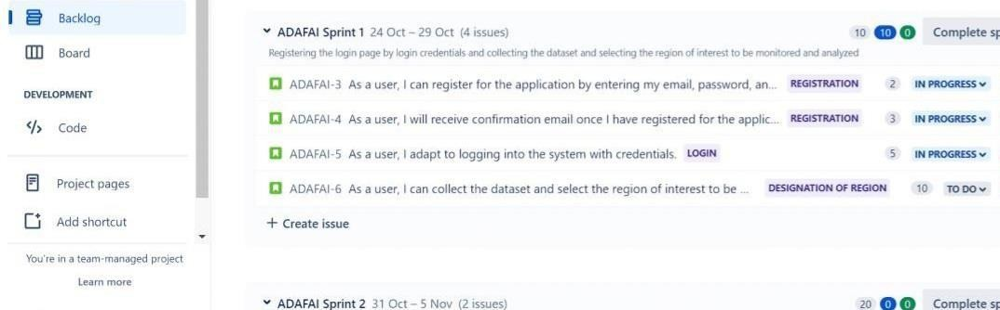 Backlog
Board
DEVELOPMENT
Code
Project pages
Add shortcut
You're in a team-managed project
Learn more
ADAFAI Sprint 1 24 Oct – 29 Oct (4 issues) 10 10 0 Complete sp
Registering the login page by login credentials and collecting the dataset and selecting the region of interest to be monitored and analyzed
ADAFAI-3 As a user, I can register for the application by entering my email, password, an... REGISTRATION 2 IN PROGRESS
ADAFAI-4 As a user, I will receive confirmation email once I have registered for the applic... REGISTRATION 3 IN PROGRESS
ADAFAI-5 As a user, I adapt to logging into the system with credentials. LOGIN 5 IN PROGRESS
ADAFAI-6 As a user, I can collect the dataset and select the region of interest to be ... DESIGNATION OF REGION 10 TO DO
+ Create issue
ADAFAI Sprint 2 31 Oct – 5 Nov (2 issues) 20 0 0 Complete sp